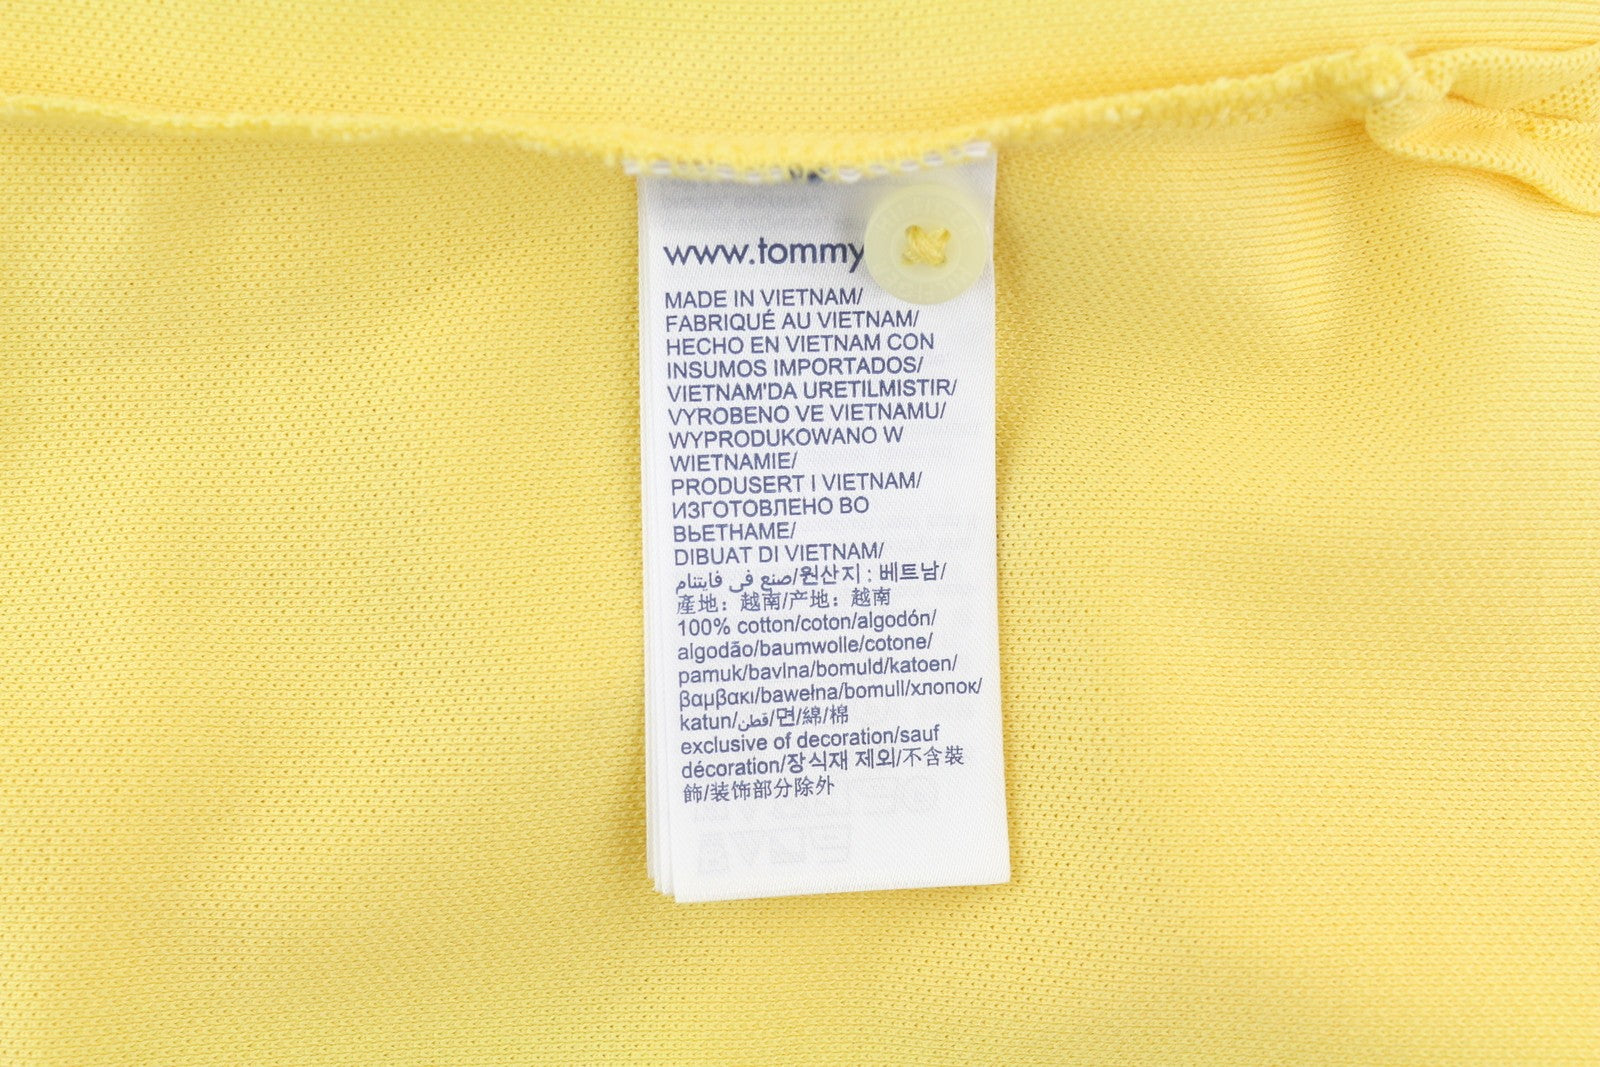 www.tommy
MADE IN VIETNAM/
FABRIQUÉ AU VIETNAM/
HECHO EN VIETNAM CON
INSUMOS IMPORTADOS/
VIETNAM'DA URETILMISTIR/
VYROBENO VE VIETNAMU/
WYPRODUKOWANO W
WIETNAMIE/
PRODUSERT I VIETNAM/
ИЗГОТОВЛЕНО ВО
ВЬЕТНАМЕ/
DIBUAT DI VIETNAM/
صنع في فايتنام/원산지 : 베트남/
產地：越南/产地：越南
100% cotton/coton/algodón/
algodão/baumwolle/cotone/
pamuk/bavlna/bomuld/katoen/
βαμβακι/bawełna/bomull/хлопок/
katun/قطن/면/綿/棉
exclusive of decoration/sauf
décoration/장식재 제외/不含裝
飾/装饰部分除外